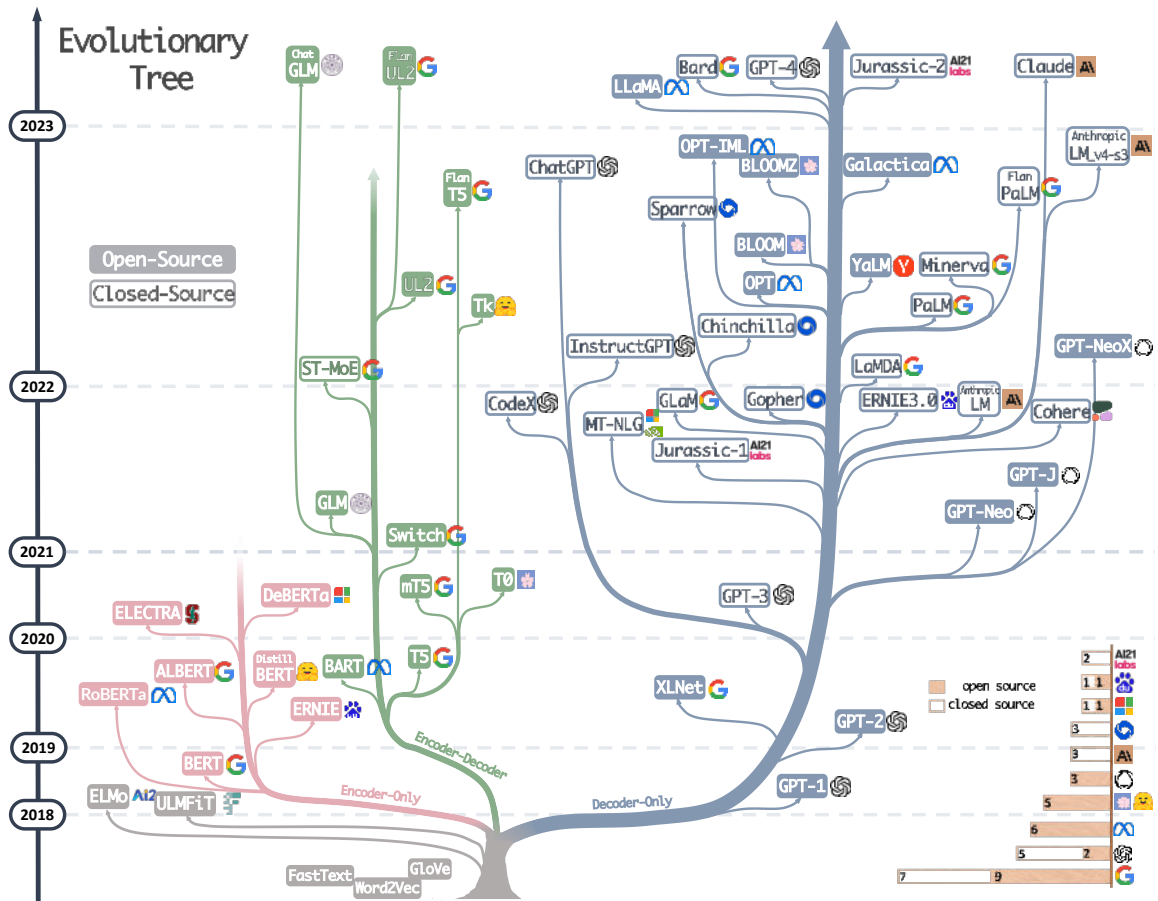 Evolutionary
Tree
Open-Source
Closed-Source
2023
2022
2021
2020
2019
2018
Chat
GLM
Flan
UL2
Bard
GPT-4
Jurassic-2
AI21
labs
Claude
A\
LLaMA
OPT-IML
BLOOMZ
Galactica
Anthropic
LM_v4-s3
A\
ChatGPT
Flan
T5
Flan
PaLM
Sparrow
BLOOM
YaLM
Y
Minerva
UL2
OPT
Tk
PaLM
Chinchilla
InstructGPT
GPT-NeoX
ST-MoE
LaMDA
CodeX
GLaM
Gopher
ERNIE3.0
Anthropic
LM
A\
Cohere
MT-NLG
Jurassic-1
AI21
labs
GPT-J
GLM
GPT-Neo
Switch
DeBERTa
mT5
T0
GPT-3
ELECTRA
ALBERT
Distill
BERT
BART
T5
RoBERTa
XLNet
ERNIE
GPT-2
BERT
GPT-1
ELMo
AI2
ULMFiT
Encoder-Only
Encoder-Decoder
Decoder-Only
FastText
GloVe
Word2Vec
open source
closed source
2
AI21
labs
1 1
du
1 1
3
3
A\
3
5
6
5 2
7 9